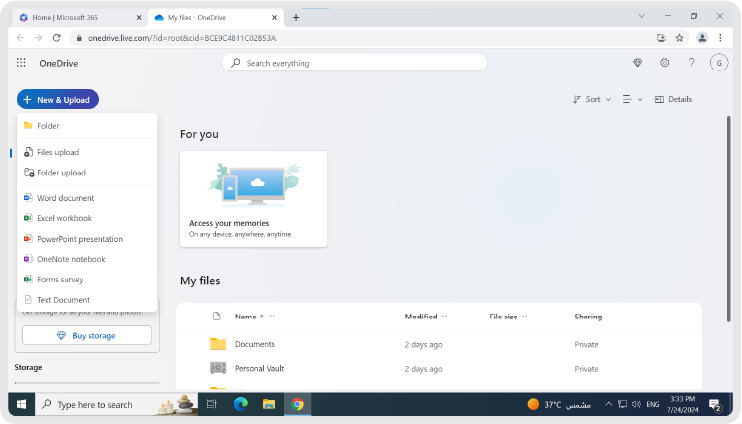 Home | Microsoft 365
My files - OneDrive
onedrive.live.com/?id=root&cid=BCE9C4811C02B53A
OneDrive
Search everything
G
New & Upload
Sort
Details
Folder
Files upload
Folder upload
Word document
Excel workbook
PowerPoint presentation
OneNote notebook
Forms survey
Text Document
Get storage for all your files and photos.
Buy storage
Storage
For you
Access your memories
On any device, anywhere, anytime
My files
Name
Modified
File size
Sharing
Documents
2 days ago
Private
Personal Vault
2 days ago
Private
Type here to search
37°C
مشمس
ENG
3:33 PM
7/24/2024
2